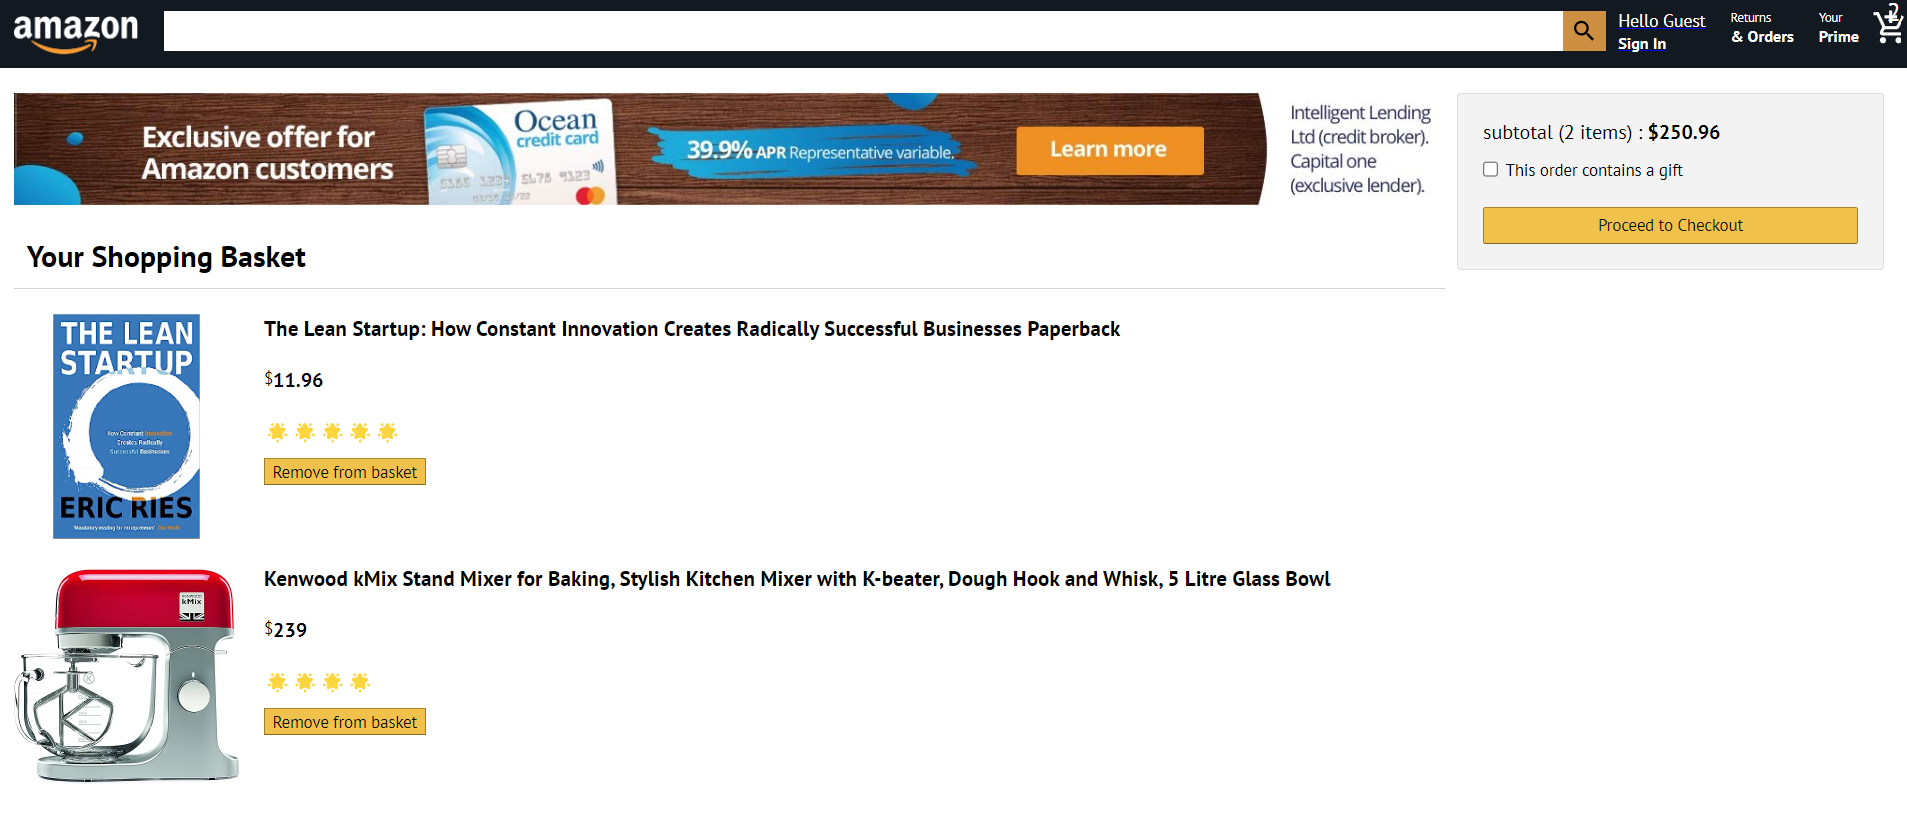 amazon
Hello Guest
Sign In
Returns
& Orders
Your
Prime
2
Exclusive offer for
Amazon customers
Ocean
credit card
39.9% APR Representative variable.
Learn more
Intelligent Lending
Ltd (credit broker).
Capital one
(exclusive lender).
subtotal (2 items) : $250.96
This order contains a gift
Proceed to Checkout
Your Shopping Basket
THE LEAN
STARTUP
How Constant Innovation
Creates Radically
Successful Businesses
ERIC RIES
The Lean Startup: How Constant Innovation Creates Radically Successful Businesses Paperback
$11.96
Remove from basket
KENWOOD
kMix
K
Kenwood kMix Stand Mixer for Baking, Stylish Kitchen Mixer with K-beater, Dough Hook and Whisk, 5 Litre Glass Bowl
$239
Remove from basket